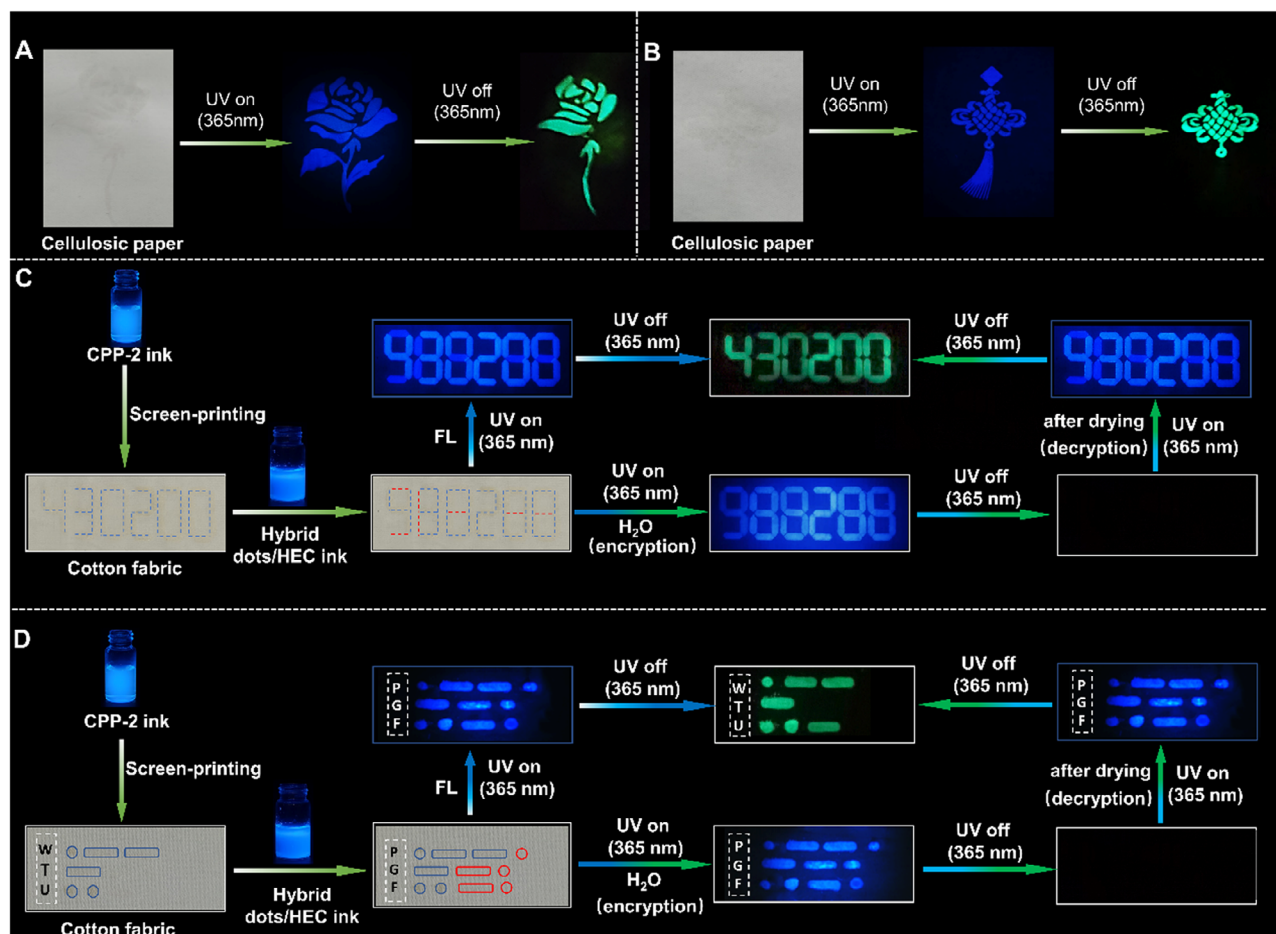 A
UV on
(365nm)
UV off
(365nm)
Cellulosic paper
B
UV on
(365nm)
UV off
(365nm)
Cellulosic paper
C
CPP-2 ink
Screen-printing
430200
Cotton fabric
Hybrid
dots/HEC ink
988288
FL
UV on
(365 nm)
988288
UV off
(365 nm)
430200
UV on
(365 nm)
H2O
(encryption)
988288
UV off
(365 nm)
after drying
(decryption)
UV on
(365 nm)
988288
UV off
(365 nm)
D
CPP-2 ink
Screen-printing
W
T
U
Cotton fabric
Hybrid
dots/HEC ink
P
G
F
FL
UV on
(365 nm)
P
G
F
UV off
(365 nm)
W
T
U
UV on
(365 nm)
H2O
(encryption)
P
G
F
UV off
(365 nm)
after drying
(decryption)
UV on
(365 nm)
P
G
F
UV off
(365 nm)